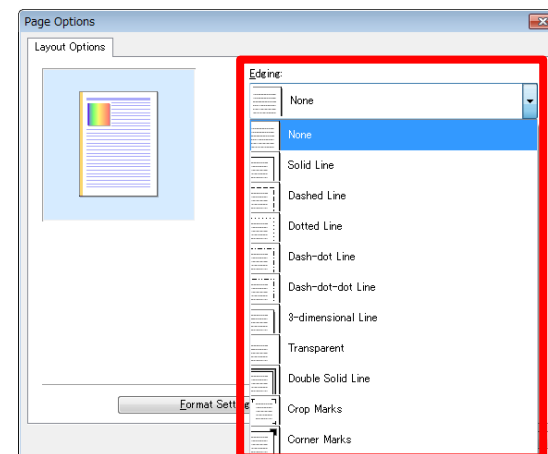 Page Options
Layout Options
Edging:
None
None
Solid Line
Dashed Line
Dotted Line
Dash-dot Line
Dash-dot-dot Line
3-dimensional Line
Transparent
Double Solid Line
Format Sett
Crop Marks
Corner Marks